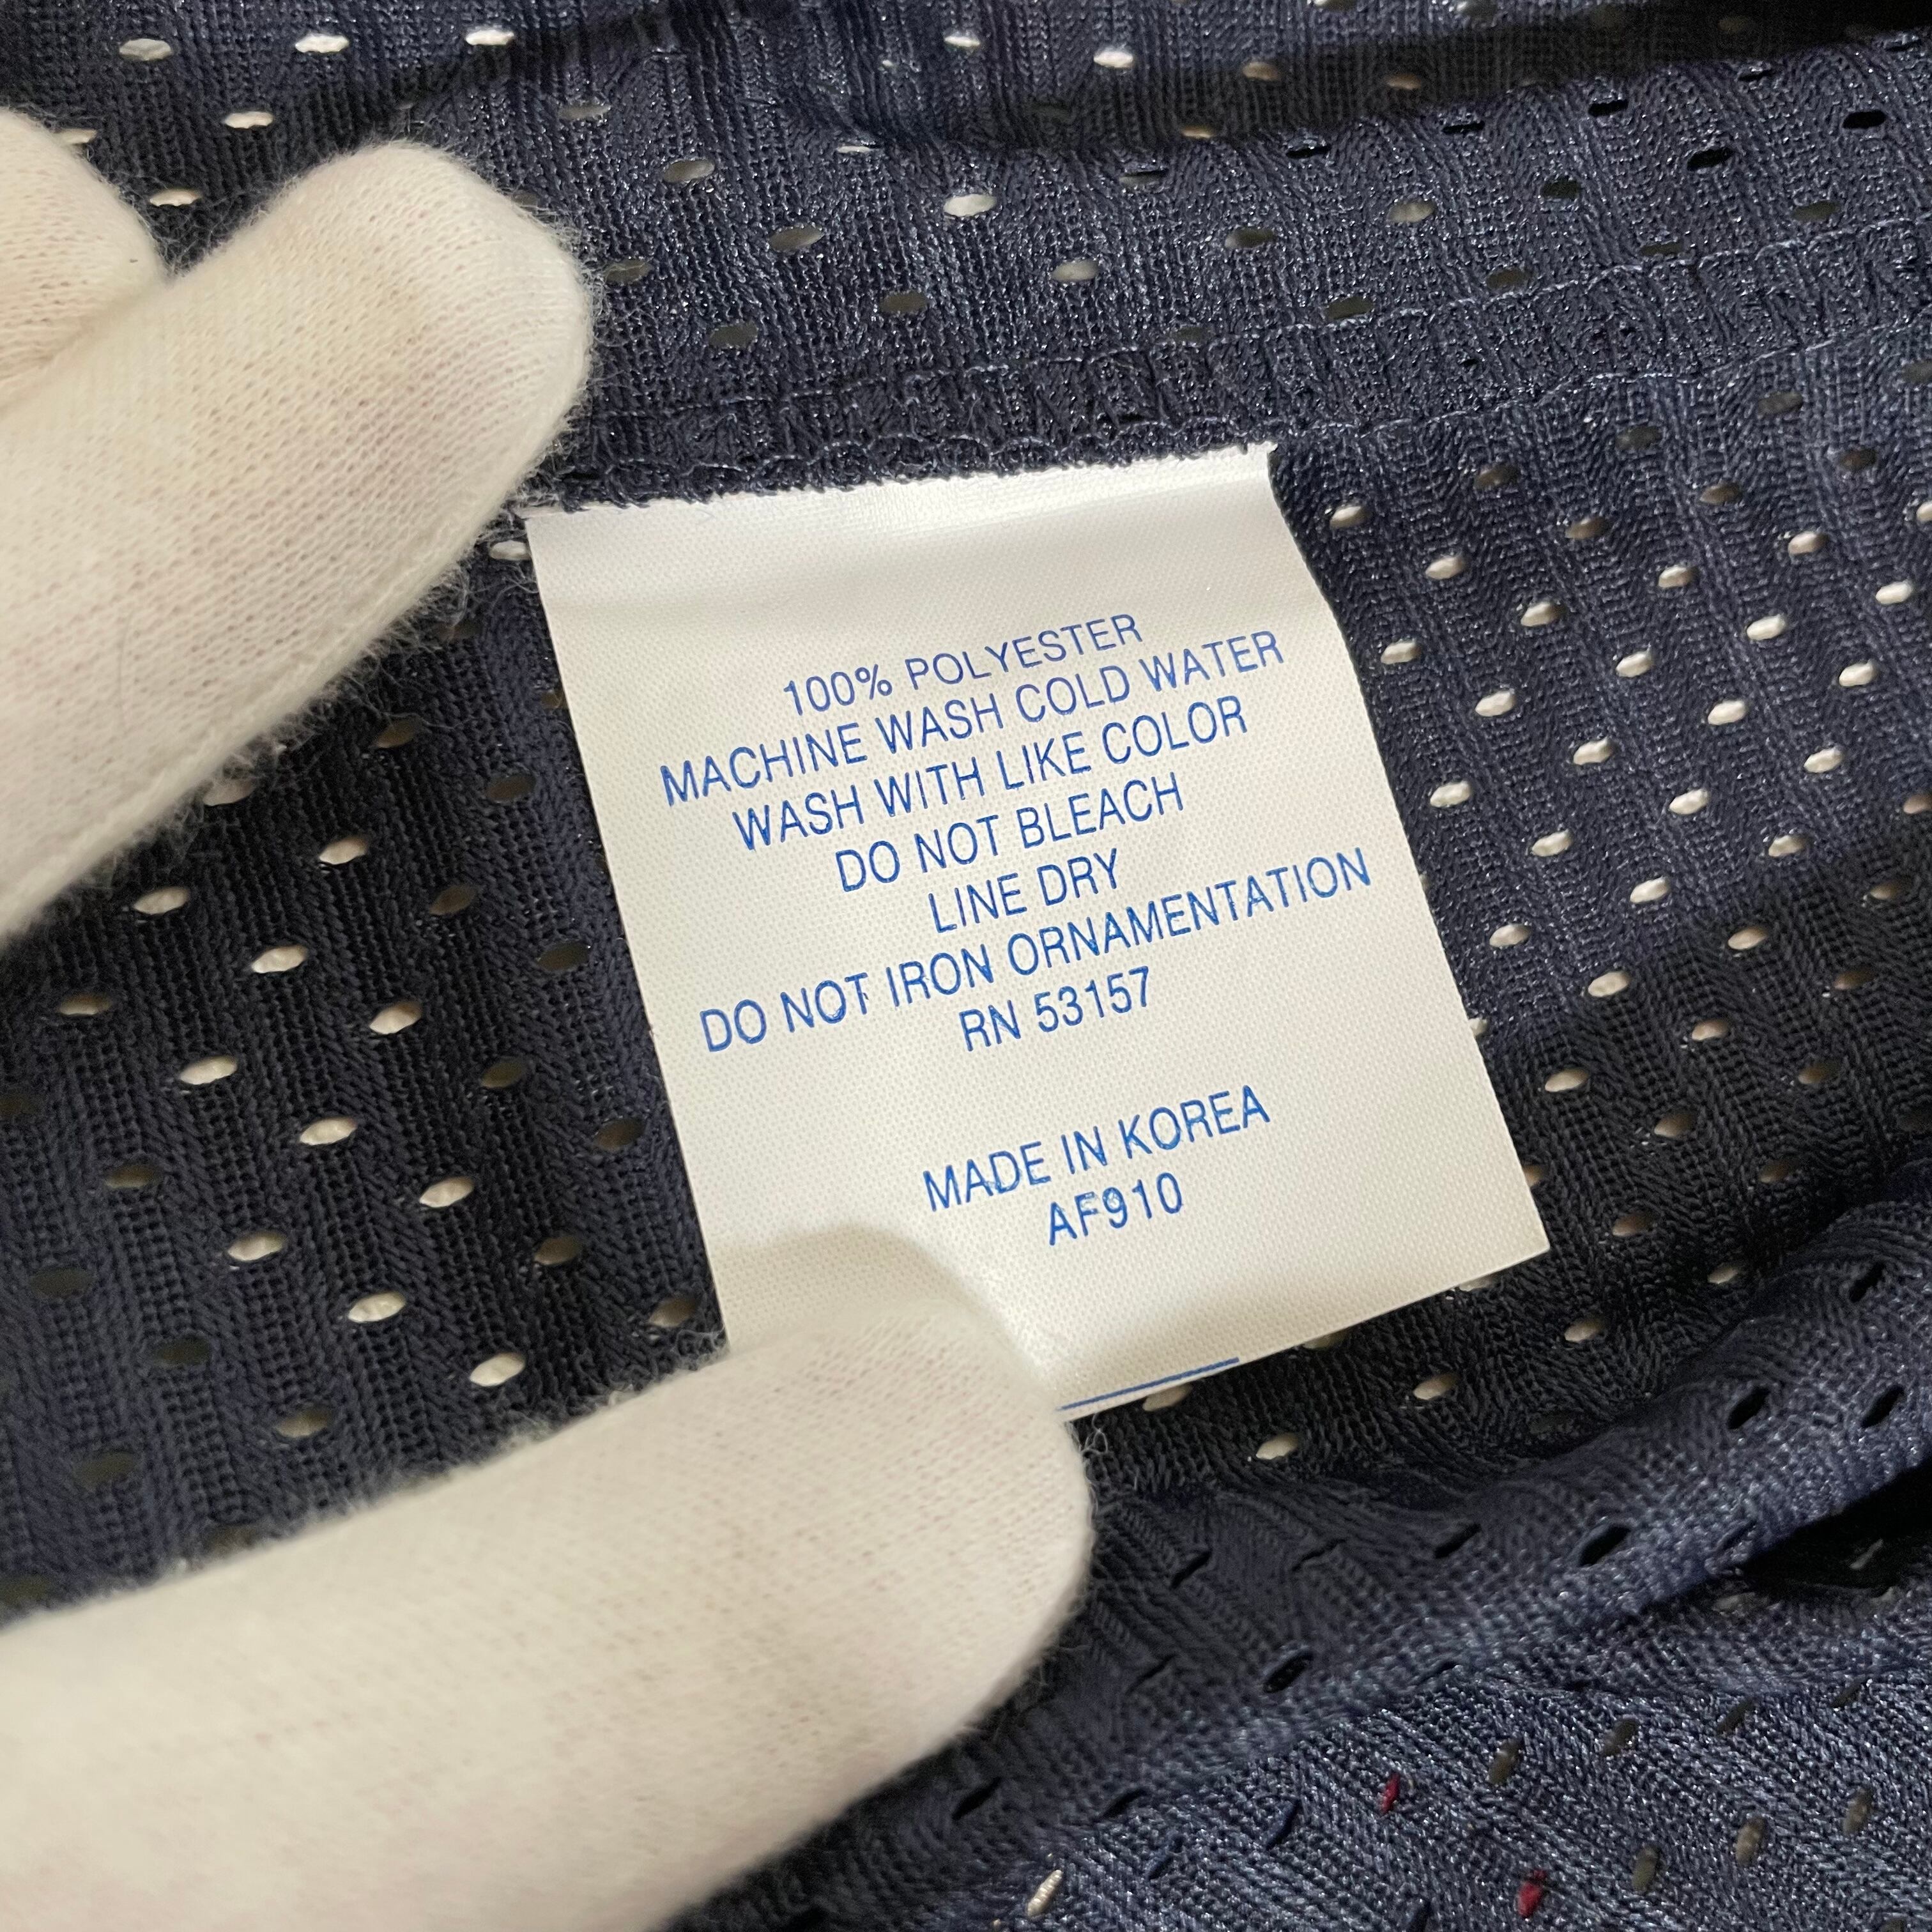 100% POLYESTER
MACHINE WASH COLD WATER
WASH WITH LIKE COLOR
DO NOT BLEACH
LINE DRY
DO NOT IRON ORNAMENTATION
RN 53157
MADE IN KOREA
AF910